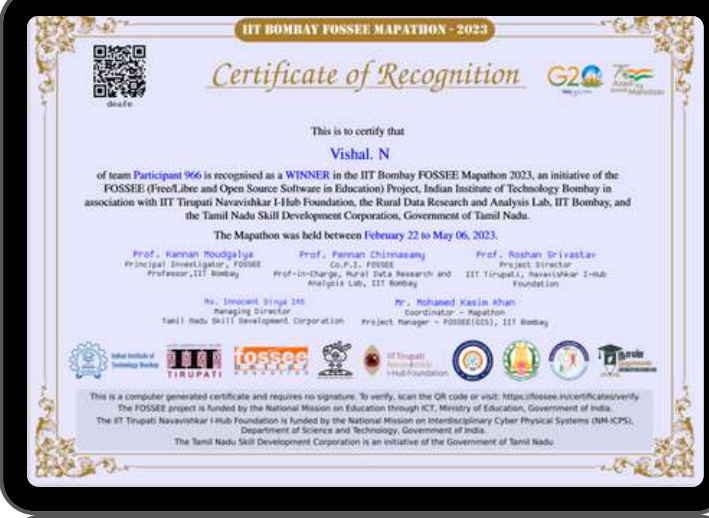 IIT BOMBAY FOSSEE MAPATHON - 2023
Certificate of Recognition
G20
This is to certify that
Vishal. N
of team Participant 966 is recognised as a WINNER in the IIT Bombay FOSSEE Mapathon 2023, an initiative of the
FOSSEE (Free/Libre and Open Source Software in Education) Project, Indian Institute of Technology Bombay in
association with IIT Tirupati Navavishkar I-Hub Foundation, the Rural Data Research and Analysis Lab, IIT Bombay, and
the Tamil Nadu Skill Development Corporation, Government of Tamil Nadu.
The Mapathon was held between February 22 to May 06, 2023.
Prof. Kannan Moudgalya
Principal Investigator, FOSSEE
Professor,IIT Bombay
Prof. Pennan Chinnasamy
Co.P.I. FOSSEE
Prof-in-Charge, Rural Data Research and
Analysis Lab, IIT Bombay
Prof. Roshan Srivastav
Project Director
IIT Tirupati, Navavishkar I-Hub
Foundation
Ms. Innocent Divya IAS
Managing Director
Tamil Nadu Skill Development Corporation
Mr. Mohamed Kasim Khan
Coordinator - Mapathon
Project Manager - FOSSEE(GIS), IIT Bombay
Indian Institute of
Technology Bombay
TIRUPATI
fossee
IIT Tirupati
Navavishkar
I-Hub Foundation
This is a computer generated certificate and requires no signature. To verify, scan the QR code or visit: https://fossee.in/certificates/verify.
The FOSSEE project is funded by the National Mission on Education through ICT, Ministry of Education, Government of India.
The IIT Tirupati Navavishkar I-Hub Foundation is funded by the National Mission on Interdisciplinary Cyber Physical Systems (NM-ICPS),
Department of Science and Technology, Government of India.
The Tamil Nadu Skill Development Corporation is an initiative of the Government of Tamil Nadu